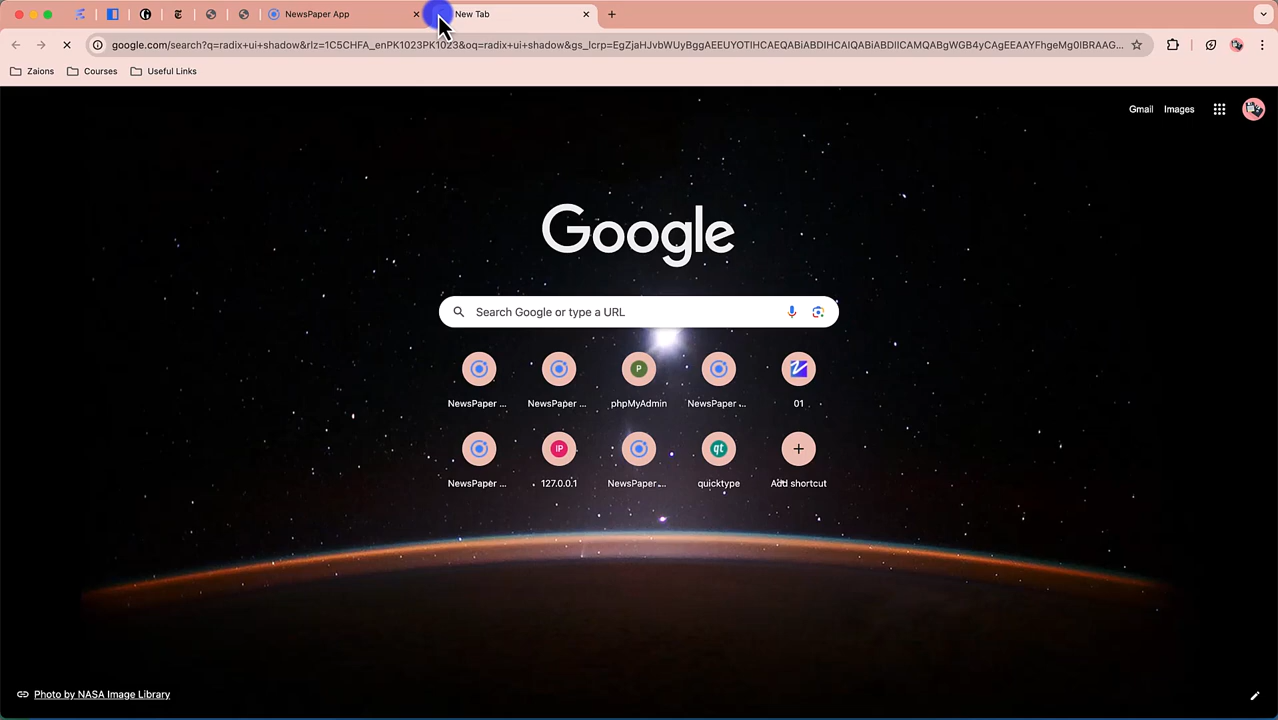 NewsPaper App
New Tab
google.com/search?q=radix+ui+shadow&rlz=1C5CHFA_enPK1023PK1023&oq=radix+ui+shadow&gs_lcrp=EgZjaHJvbWUyBggAEEUYOTIHCAEQABiABDIHCAIQABiABDIICAMQABgWGB4yCAgEEAAYFhgeMg0IBRAAG...
Zaions
Courses
Useful Links
Gmail
Images
Google
Search Google or type a URL
P
NewsPaper ...
NewsPaper ...
phpMyAdmin
NewsPaper ...
01
IP
qt
NewsPaper ...
127.0.0.1
NewsPaper ...
quicktype
Add shortcut
Photo by NASA Image Library